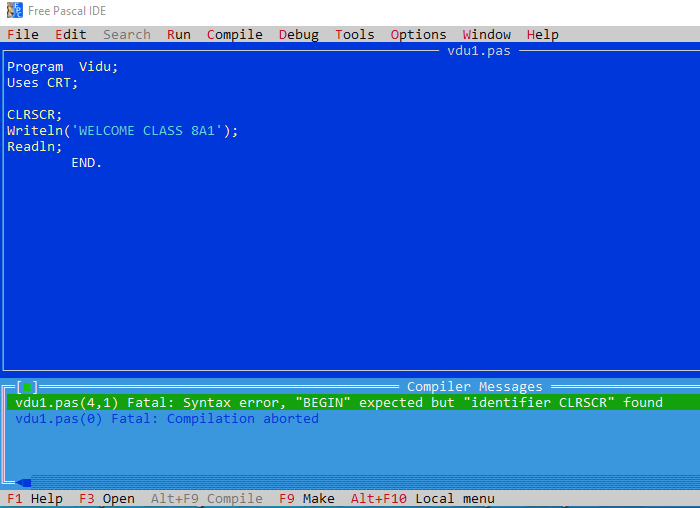 Free Pascal IDE
File Edit Search Run Compile Debug Tools Options Window Help
vdu1.pas
Program Vidu;
Uses CRT;
CLRSCR;
Writeln('WELCOME CLASS 8A1');
Readln;
END.
Compiler Messages
vdu1.pas(4,1) Fatal: Syntax error, "BEGIN" expected but "identifier CLRSCR" found
vdu1.pas(0) Fatal: Compilation aborted
F1 Help F3 Open Alt+F9 Compile F9 Make Alt+F10 Local menu